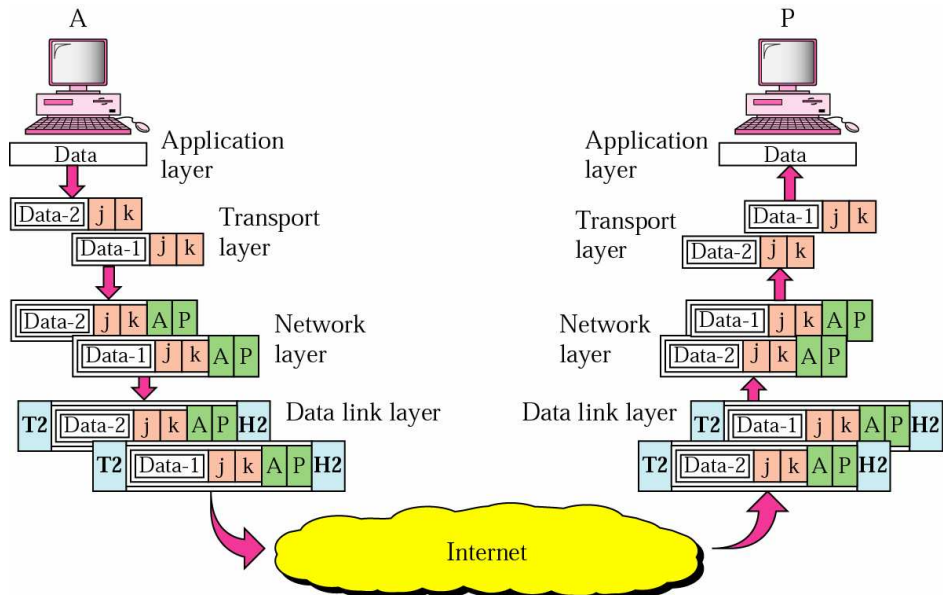 A
P
Application
layer
Data
Application
layer
Data
Data-2 j k
Transport
layer
Data-1 j k
Data-1 j k
Transport
layer
Data-2 j k
Data-2 j k A P
Network
layer
Data-1 j k A P
Data-1 j k A P
Network
layer
Data-2 j k A P
T2 Data-2 j k A P H2
Data link layer
T2 Data-1 j k A P H2
Data link layer
T2 Data-1 j k A P H2
T2 Data-2 j k A P H2
Internet